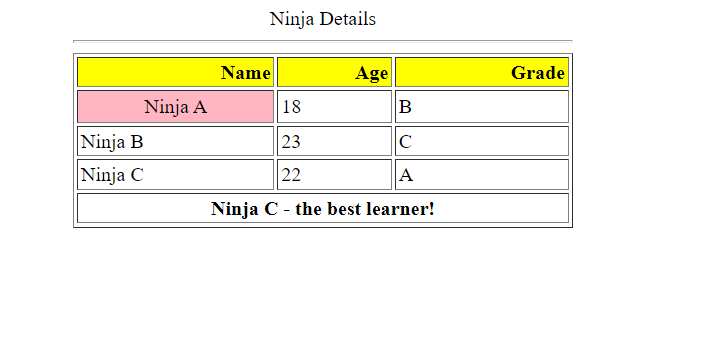 Ninja Details
Name Age Grade
Ninja A 18 B
Ninja B 23 C
Ninja C 22 A
Ninja C - the best learner!